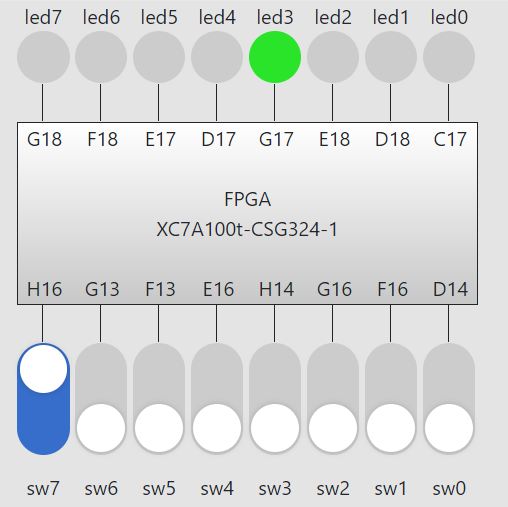 led7 led6 led5 led4 led3 led2 led1 led0
G18 F18 E17 D17 G17 E18 D18 C17
FPGA
XC7A100t-CSG324-1
H16 G13 F13 E16 H14 G16 F16 D14
sw7 sw6 sw5 sw4 sw3 sw2 sw1 sw0